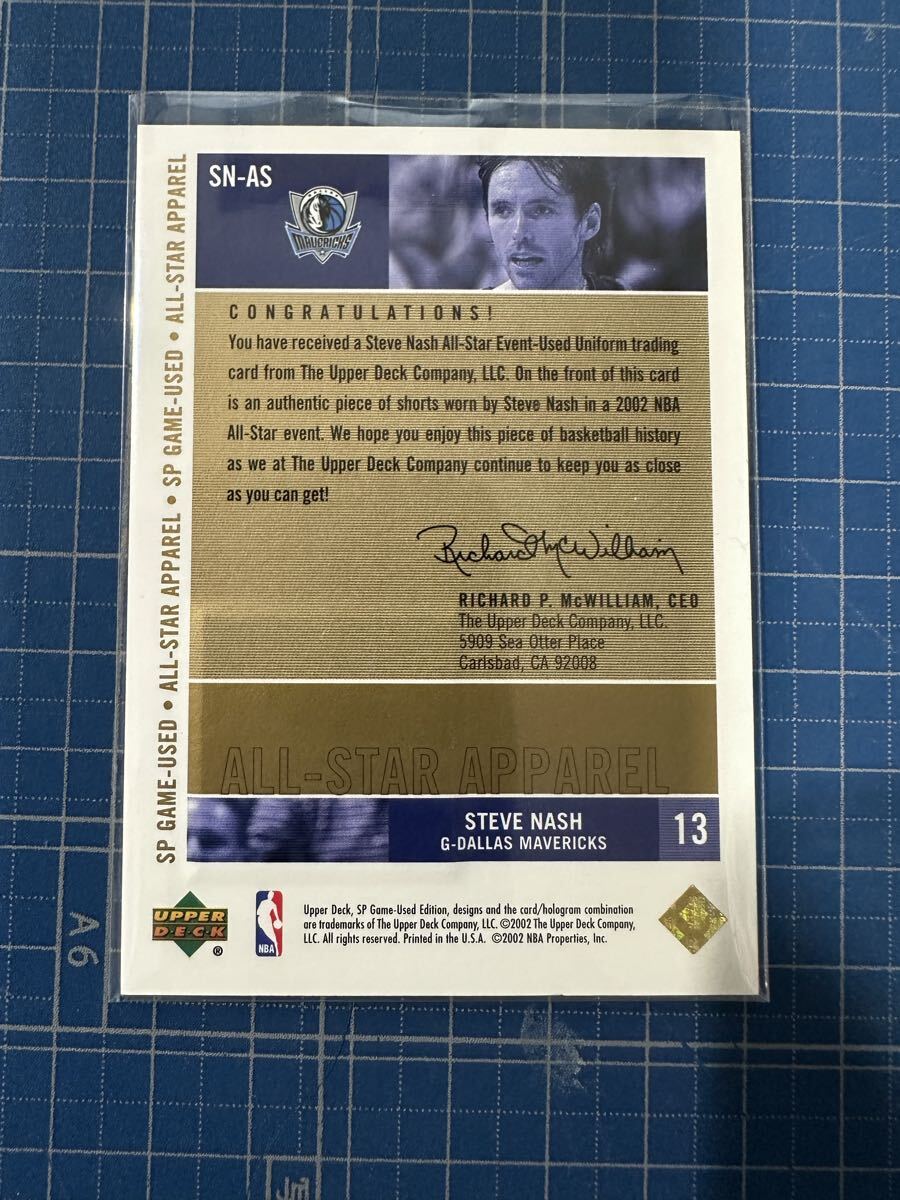 SP GAME-USED • ALL-STAR APPAREL • SP GAME-USED • ALL-STAR APPAREL
SN-AS
MAVERICKS
CONGRATULATIONS!
You have received a Steve Nash All-Star Event-Used Uniform trading
card from The Upper Deck Company, LLC. On the front of this card
is an authentic piece of shorts worn by Steve Nash in a 2002 NBA
All-Star event. We hope you enjoy this piece of basketball history
as we at The Upper Deck Company continue to keep you as close
as you can get!
Richard McWilliam
RICHARD P. McWILLIAM, CEO
The Upper Deck Company, LLC.
5909 Sea Otter Place
Carlsbad, CA 92008
ALL-STAR APPAREL
STEVE NASH
G-DALLAS MAVERICKS
13
UPPER
DECK
®
NBA
Upper Deck, SP Game-Used Edition, designs and the card/hologram combination
are trademarks of The Upper Deck Company, LLC. ©2002 The Upper Deck Company,
LLC. All rights reserved. Printed in the U.S.A. ©2002 NBA Properties, Inc.
A6